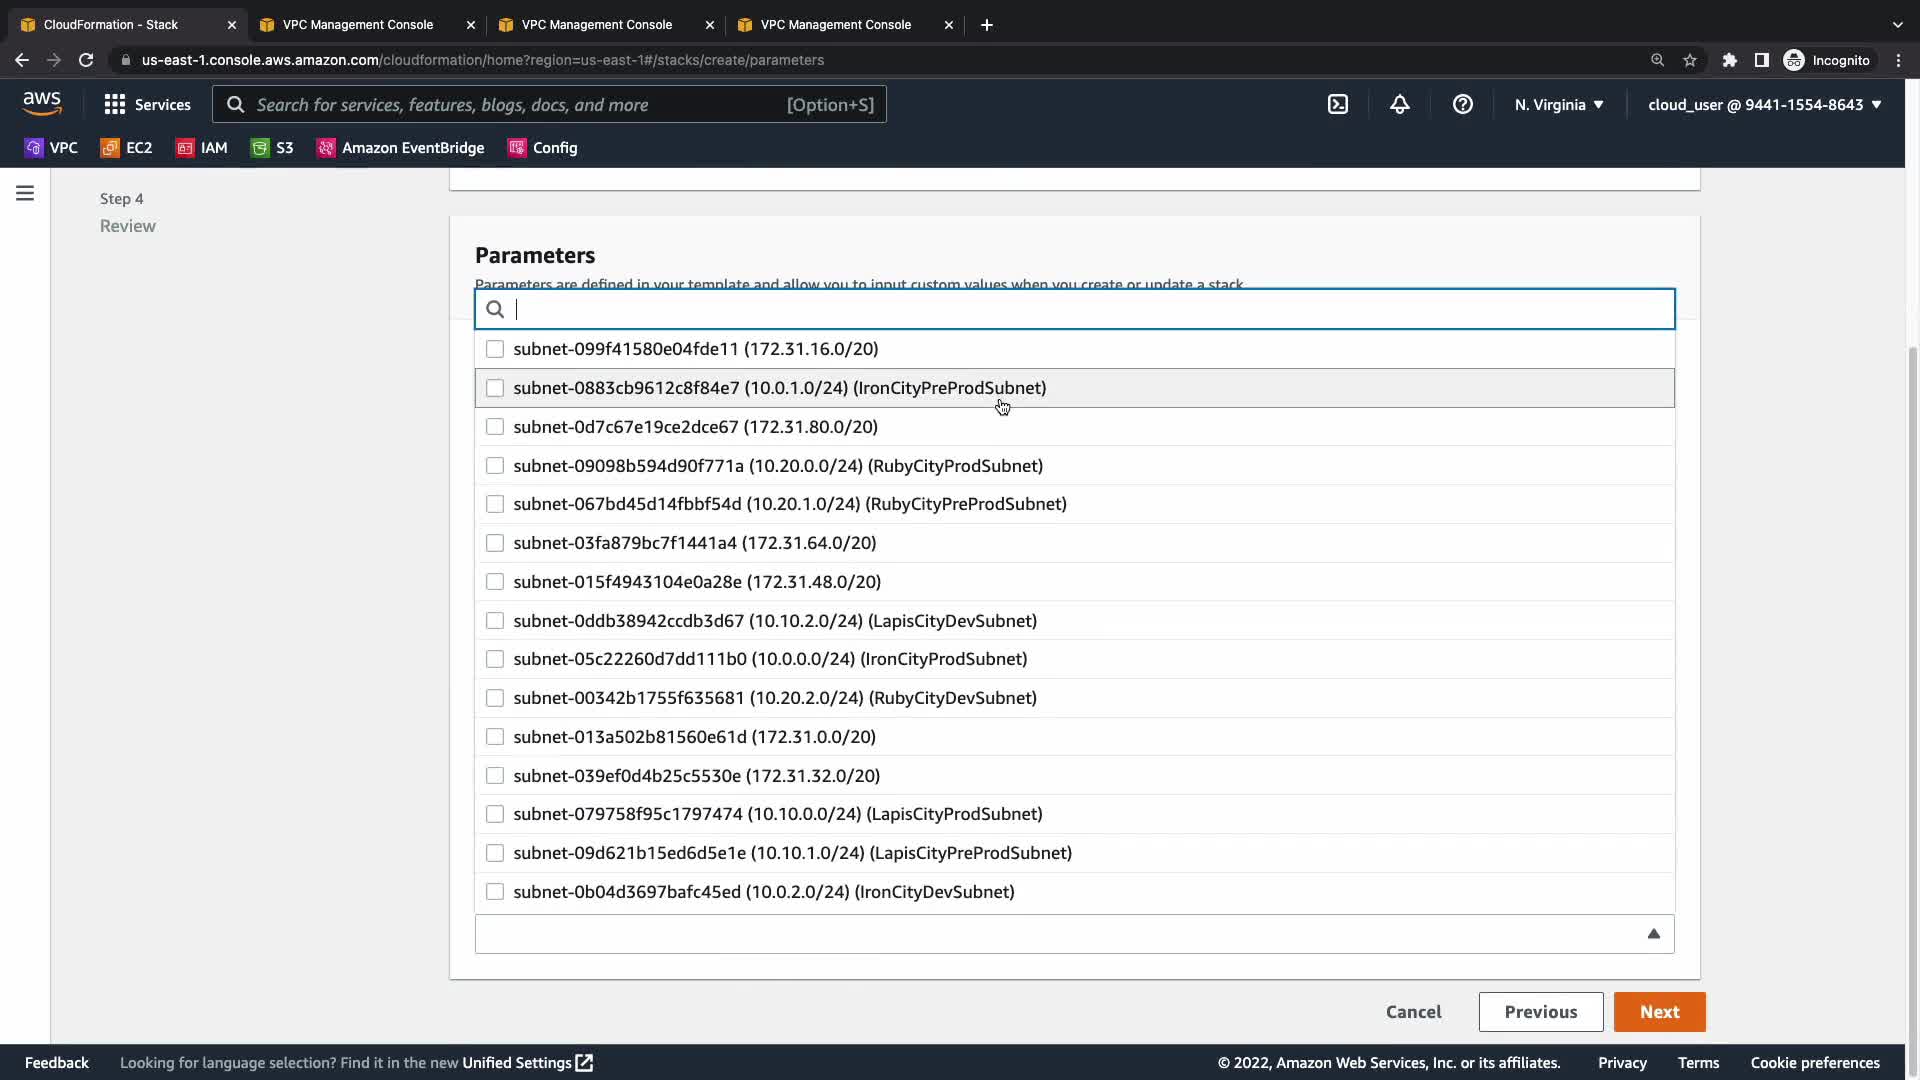 CloudFormation - Stack
VPC Management Console
VPC Management Console
VPC Management Console
us-east-1.console.aws.amazon.com/cloudformation/home?region=us-east-1#/stacks/create/parameters
Incognito
aws
Services
Search for services, features, blogs, docs, and more
[Option+S]
N. Virginia
cloud_user @ 9441-1554-8643
VPC
EC2
IAM
S3
Amazon EventBridge
Config
Step 4
Review
Parameters
Parameters are defined in your template and allow you to input custom values when you create or update a stack.
subnet-099f41580e04fde11 (172.31.16.0/20)
subnet-0883cb9612c8f84e7 (10.0.1.0/24) (IronCityPreProdSubnet)
subnet-0d7c67e19ce2dce67 (172.31.80.0/20)
subnet-09098b594d90f771a (10.20.0.0/24) (RubyCityProdSubnet)
subnet-067bd45d14fbbf54d (10.20.1.0/24) (RubyCityPreProdSubnet)
subnet-03fa879bc7f1441a4 (172.31.64.0/20)
subnet-015f4943104e0a28e (172.31.48.0/20)
subnet-0ddb38942ccdb3d67 (10.10.2.0/24) (LapisCityDevSubnet)
subnet-05c22260d7dd111b0 (10.0.0.0/24) (IronCityProdSubnet)
subnet-00342b1755f635681 (10.20.2.0/24) (RubyCityDevSubnet)
subnet-013a502b81560e61d (172.31.0.0/20)
subnet-039ef0d4b25c5530e (172.31.32.0/20)
subnet-079758f95c1797474 (10.10.0.0/24) (LapisCityProdSubnet)
subnet-09d621b15ed6d5e1e (10.10.1.0/24) (LapisCityPreProdSubnet)
subnet-0b04d3697bafc45ed (10.0.2.0/24) (IronCityDevSubnet)
Cancel
Previous
Next
Feedback
Looking for language selection? Find it in the new Unified Settings
© 2022, Amazon Web Services, Inc. or its affiliates.
Privacy
Terms
Cookie preferences